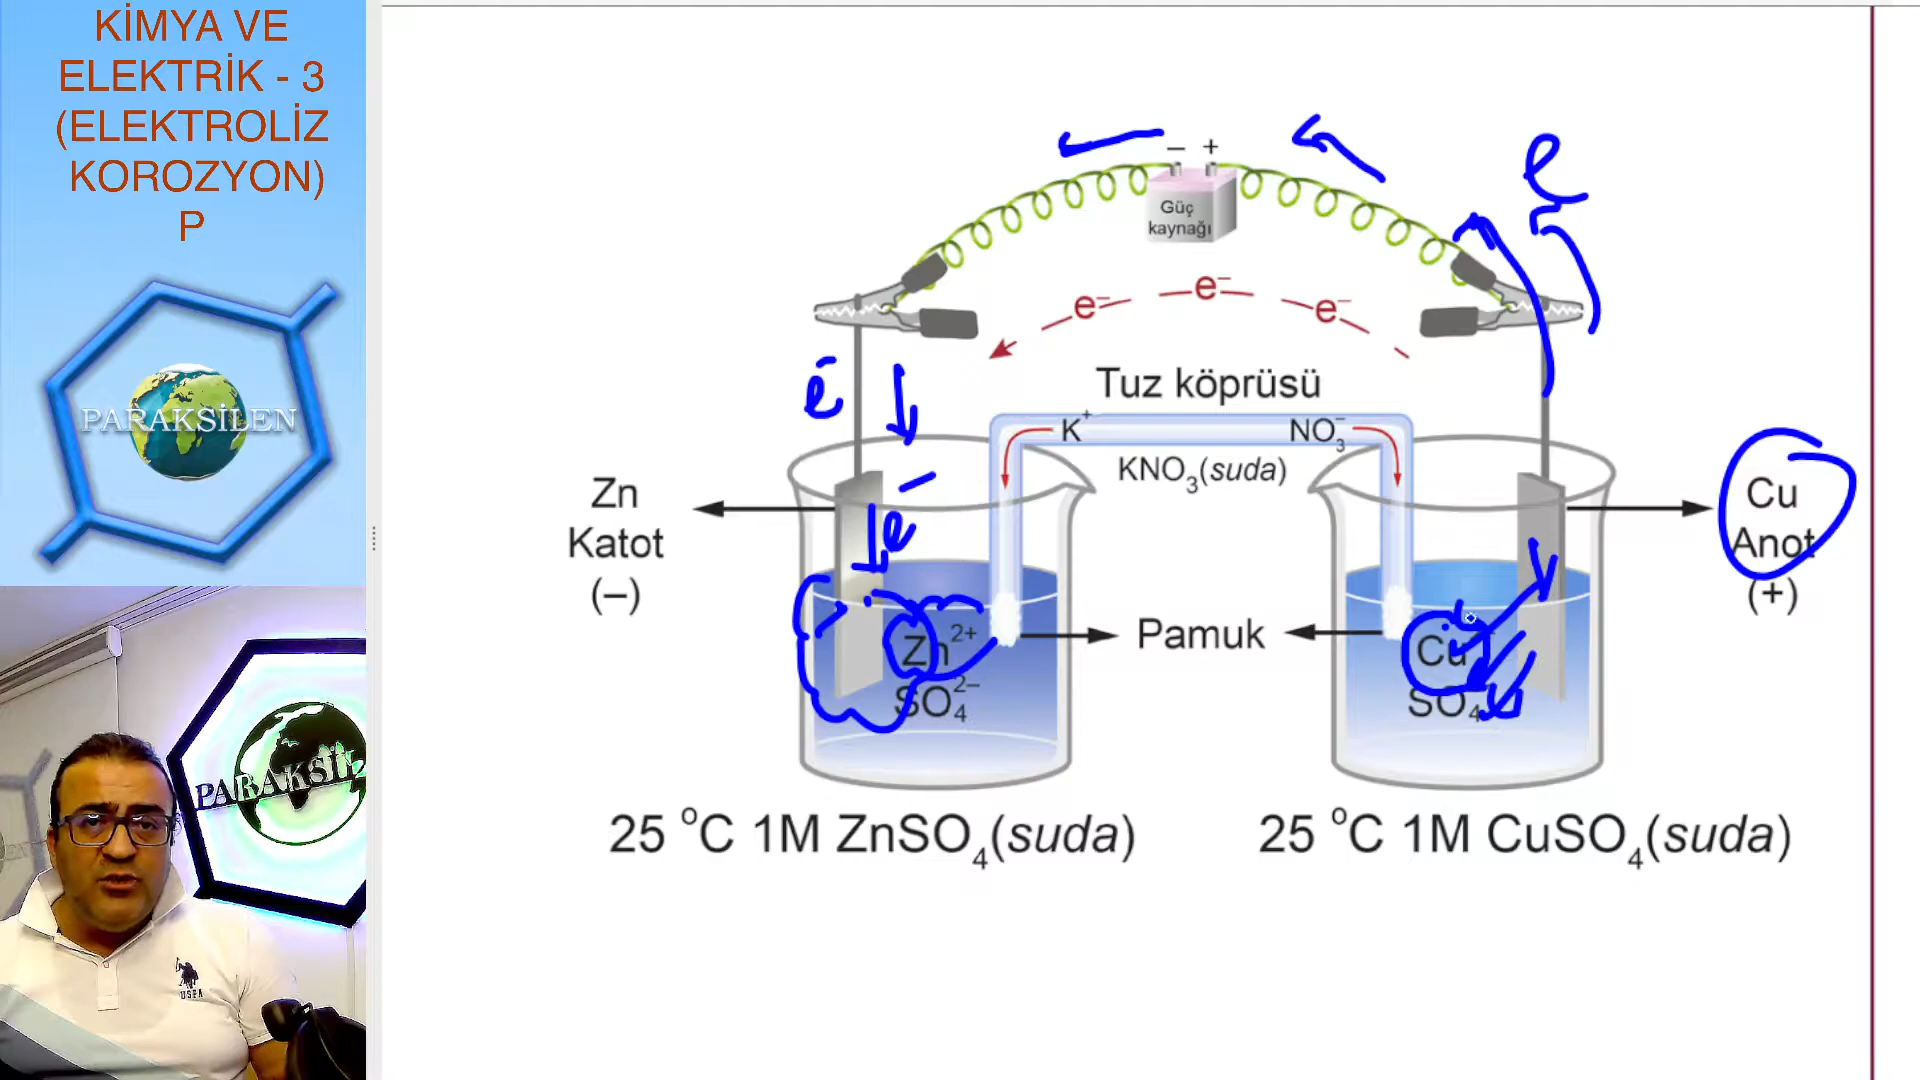 KİMYA VE
ELEKTRİK - 3
(ELEKTROLİZ
KOROZYON)
P
PARAKSİLEN
PARAKSİL
USPA
– +
Güç
kaynağı
e
e⁻ e⁻ e⁻
e⁻
Tuz köprüsü
K⁺ NO₃⁻
KNO₃(suda)
Zn
Katot
(–)
e⁻
Cu
Anot
(+)
Zn²⁺
SO₄²⁻
Pamuk
Cu
SO₄
25 °C 1M ZnSO₄(suda)
25 °C 1M CuSO₄(suda)